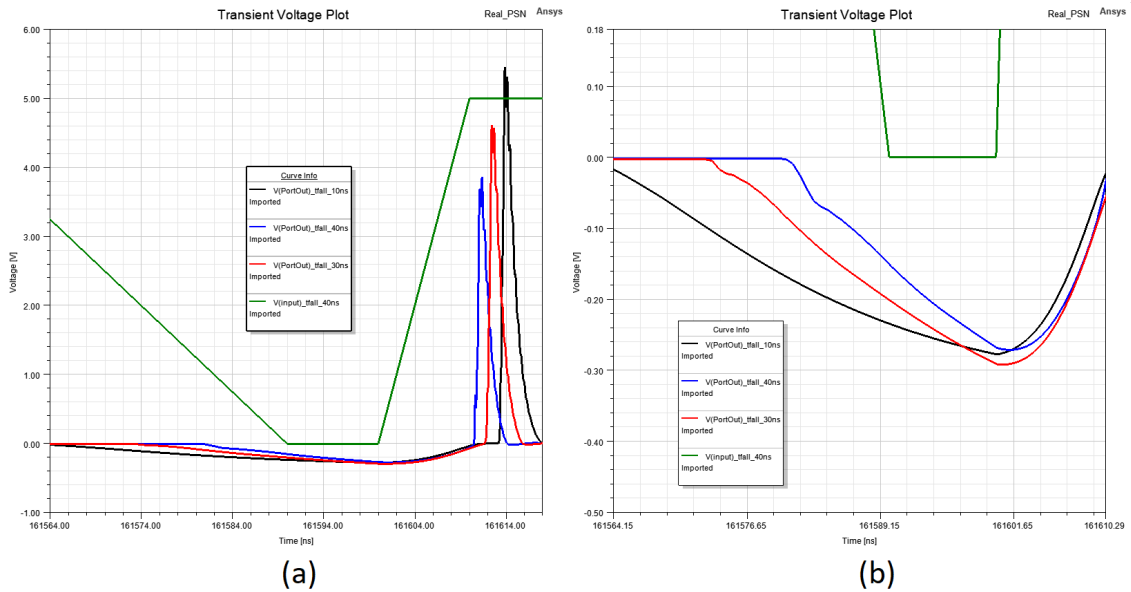 Transient Voltage Plot
Real_PSN
Ansys
6.00
5.00
4.00
3.00
2.00
1.00
0.00
-1.00
Voltage [V]
Curve Info
V(PortOut)_tfall_10ns
Imported
V(PortOut)_tfall_40ns
Imported
V(PortOut)_tfall_30ns
Imported
V(input)_tfall_40ns
Imported
161564.00 161574.00 161584.00 161594.00 161604.00 161614.00
Time [ns]
(a)
Transient Voltage Plot
Real_PSN
Ansys
0.18
0.10
0.00
-0.10
-0.20
-0.30
-0.40
-0.50
Voltage [V]
Curve Info
V(PortOut)_tfall_10ns
Imported
V(PortOut)_tfall_40ns
Imported
V(PortOut)_tfall_30ns
Imported
V(input)_tfall_40ns
Imported
161564.15 161576.65 161589.15 161601.65 161610.29
Time [ns]
(b)